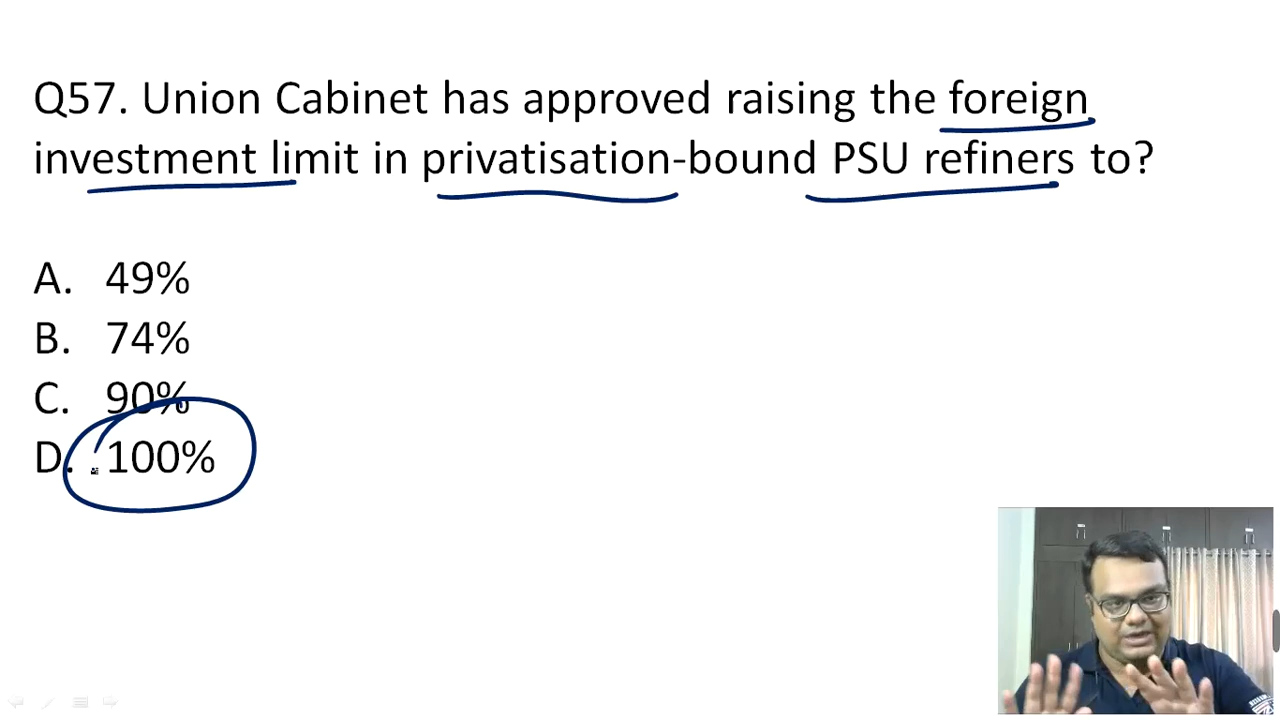 Q57. Union Cabinet has approved raising the foreign
investment limit in privatisation-bound PSU refiners to?
A. 49%
B. 74%
C. 90%
D. 100%